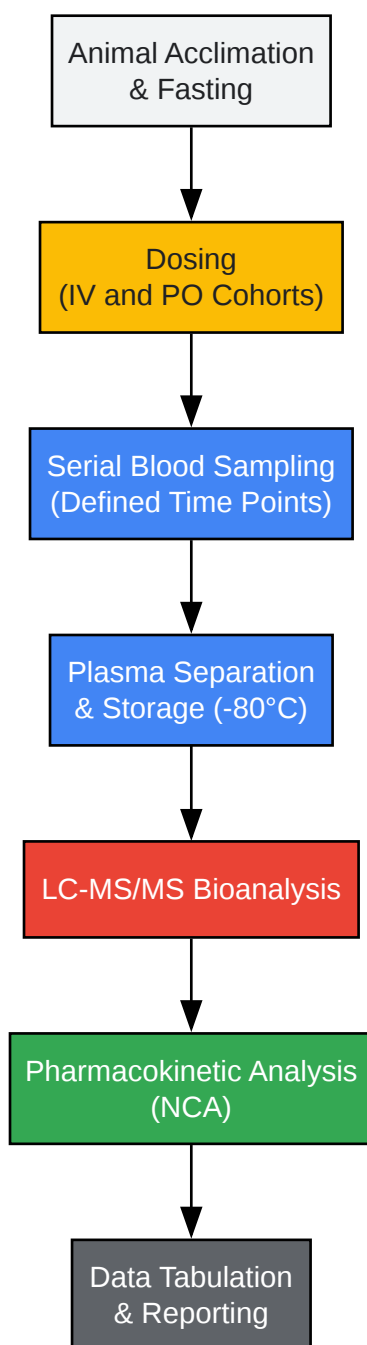 Animal Acclimation
& Fasting
Dosing
(IV and PO Cohorts)
Serial Blood Sampling
(Defined Time Points)
Plasma Separation
& Storage (-80°C)
LC-MS/MS Bioanalysis
Pharmacokinetic Analysis
(NCA)
Data Tabulation
& Reporting